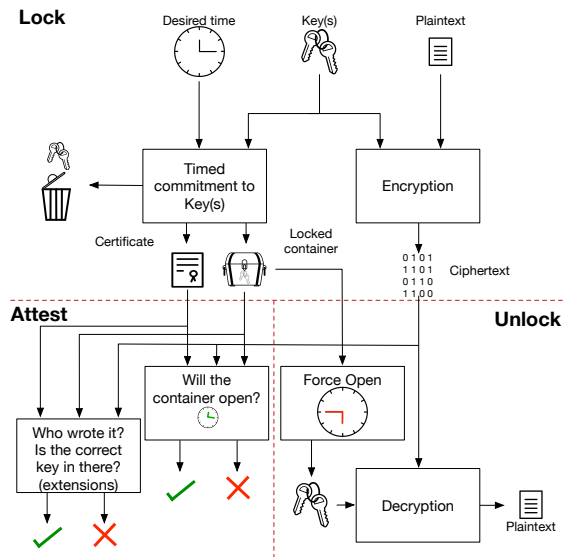 Lock
Desired time
Key(s)
Plaintext
Timed
commitment to
Key(s)
Encryption
Certificate
Locked
container
0 1 0 1
1 1 0 1
0 1 1 0
1 1 0 0
Ciphertext
Attest
Unlock
Will the
container open?
Force Open
Who wrote it?
Is the correct
key in there?
(extensions)
Decryption
Plaintext